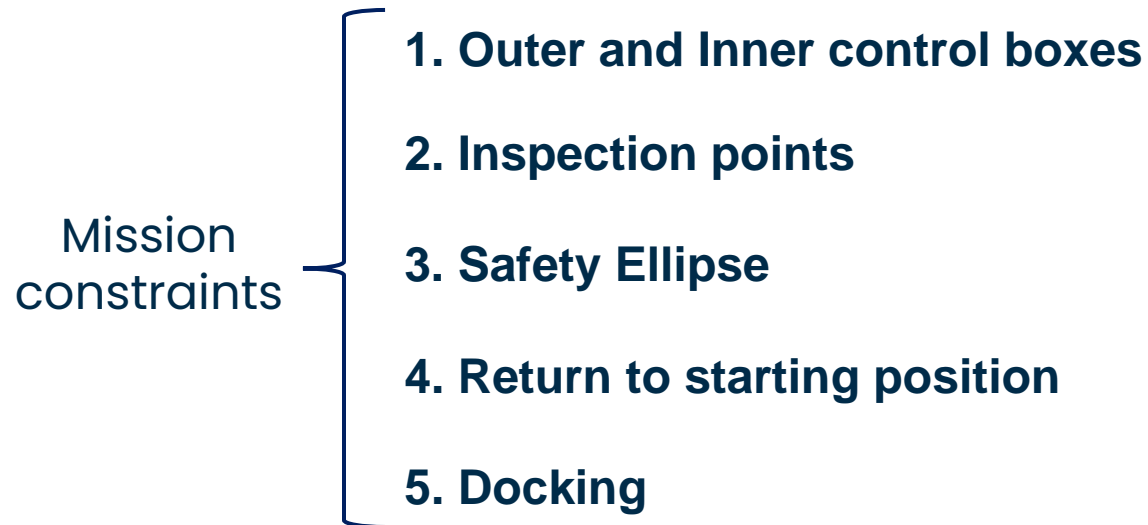 Mission
constraints
1. Outer and Inner control boxes
2. Inspection points
3. Safety Ellipse
4. Return to starting position
5. Docking